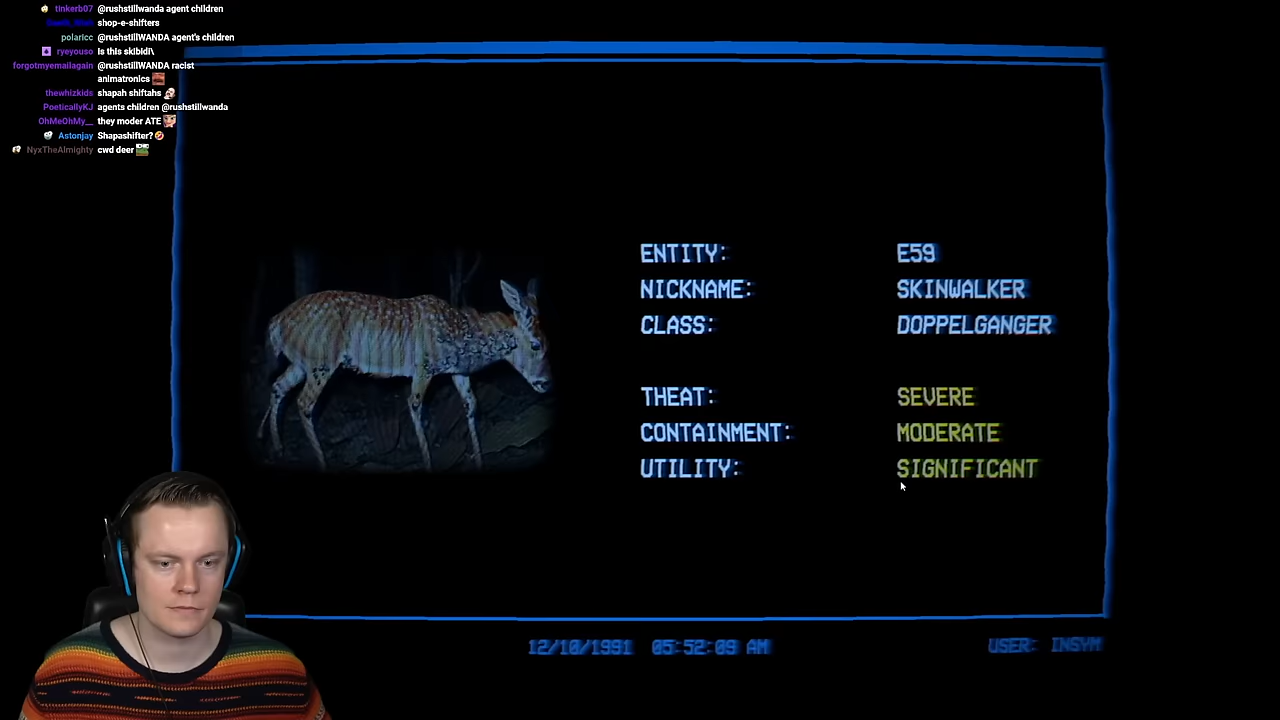 tinkerb07 @rushstillwanda agent children
shop-e-shifters
polaricc @rushstillWANDA agent's children
ryeyouso Is this skibidi\
forgotmyemailagain @rushstillWANDA racist
animatronics
thewhizkids shapah shiftahs
PoeticallyKJ agents children @rushstillwanda
OhMeOhMy__ they moder ATE
Astonjay Shapashifter?
NyxTheAlmighty cwd deer
ENTITY: E59
NICKNAME: SKINWALKER
CLASS: DOPPELGANGER
THEAT: SEVERE
CONTAINMENT: MODERATE
UTILITY: SIGNIFICANT
12/10/1991 05:52:09 AM USER: INSYM